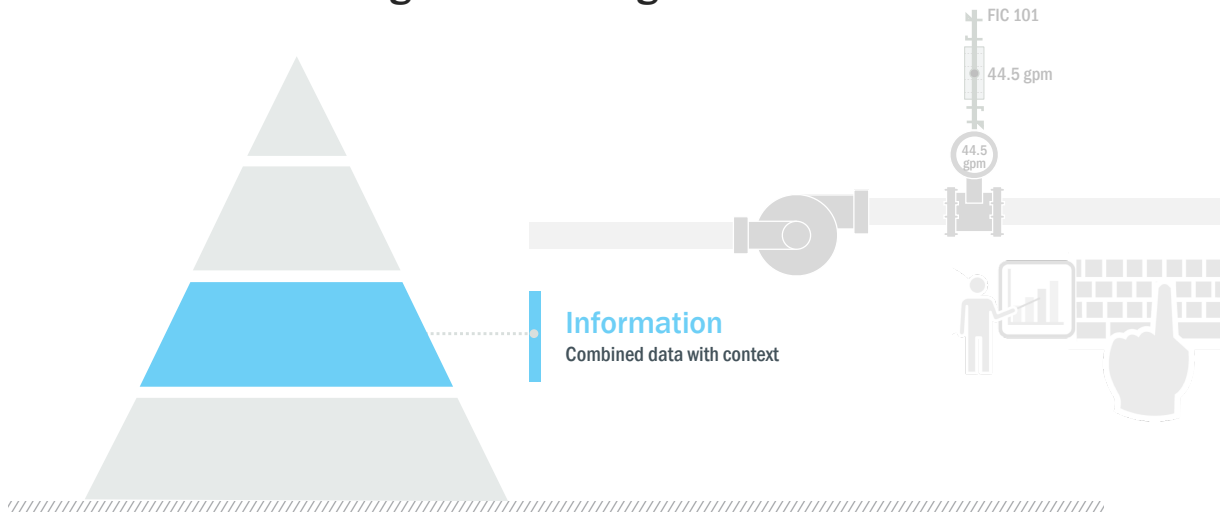 FIC 101
44.5 gpm
44.5
gpm
Information
Combined data with context